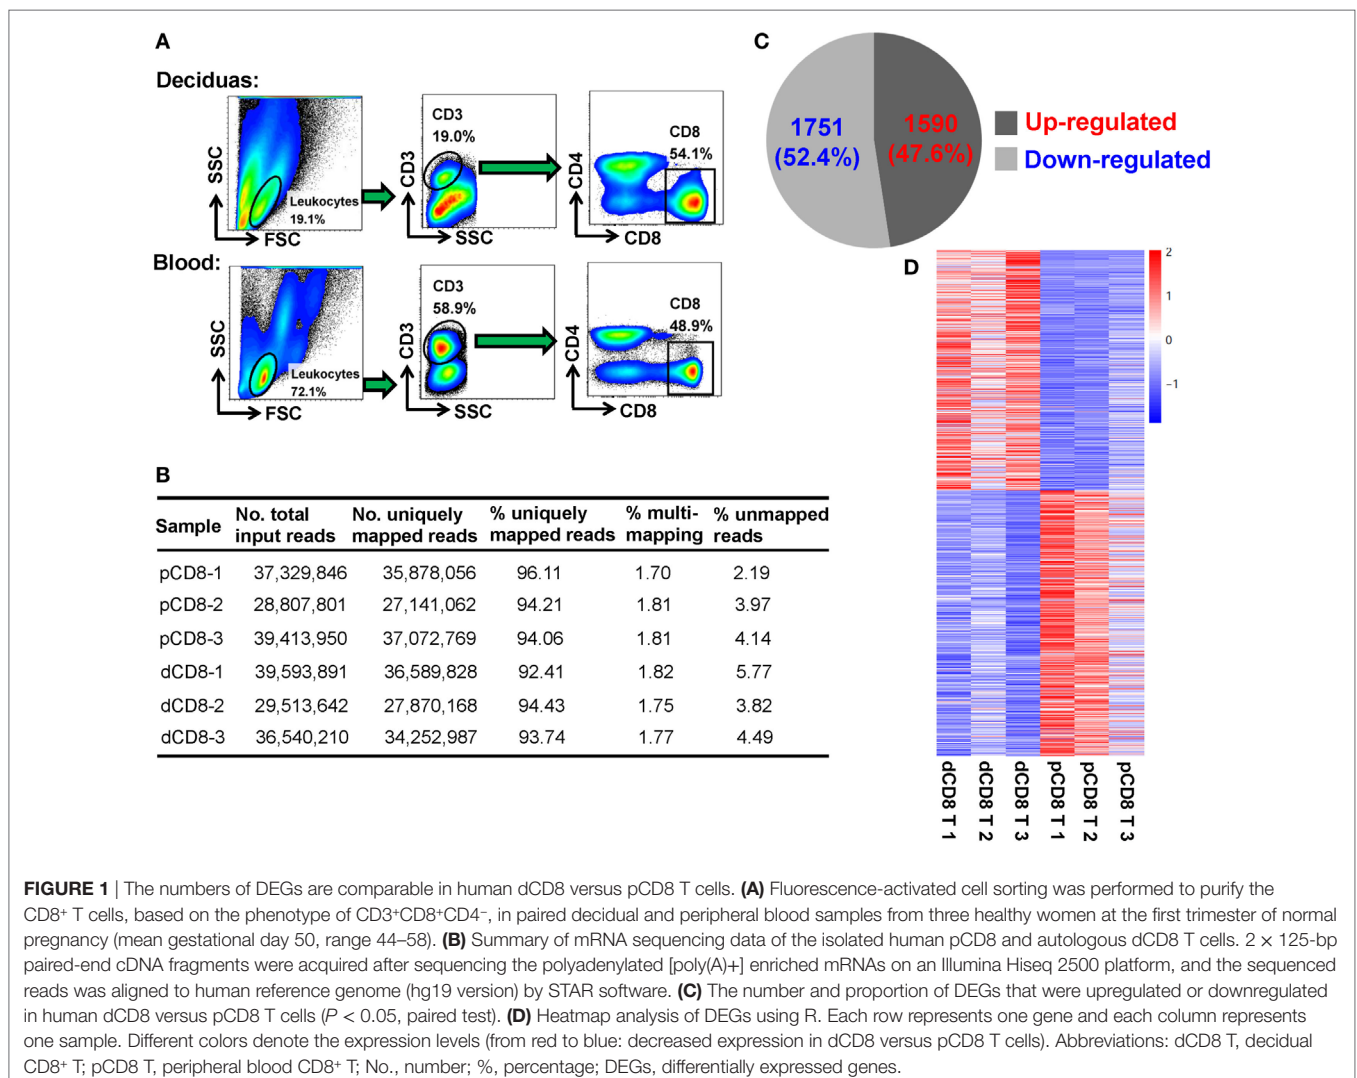 A
Deciduas:
SSC
FSC
Leukocytes
19.1%
CD3
SSC
CD3
19.0%
CD4
CD8
CD8
54.1%
Blood:
SSC
FSC
Leukocytes
72.1%
CD3
SSC
CD3
58.9%
CD4
CD8
CD8
48.9%
B
Sample No. total input reads No. uniquely mapped reads % uniquely mapped reads % multi-mapping % unmapped reads
pCD8-1 37,329,846 35,878,056 96.11 1.70 2.19
pCD8-2 28,807,801 27,141,062 94.21 1.81 3.97
pCD8-3 39,413,950 37,072,769 94.06 1.81 4.14
dCD8-1 39,593,891 36,589,828 92.41 1.82 5.77
dCD8-2 29,513,642 27,870,168 94.43 1.75 3.82
dCD8-3 36,540,210 34,252,987 93.74 1.77 4.49
C
1751
(52.4%)
1590
(47.6%)
Up-regulated
Down-regulated
D
2
1
0
−1
dCD8 T 1
dCD8 T 2
dCD8 T 3
pCD8 T 1
pCD8 T 2
pCD8 T 3
FIGURE 1 | The numbers of DEGs are comparable in human dCD8 versus pCD8 T cells. (A) Fluorescence-activated cell sorting was performed to purify the
CD8⁺ T cells, based on the phenotype of CD3⁺CD8⁺CD4⁻, in paired decidual and peripheral blood samples from three healthy women at the first trimester of normal
pregnancy (mean gestational day 50, range 44–58). (B) Summary of mRNA sequencing data of the isolated human pCD8 and autologous dCD8 T cells. 2 × 125-bp
paired-end cDNA fragments were acquired after sequencing the polyadenylated [poly(A)+] enriched mRNAs on an Illumina Hiseq 2500 platform, and the sequenced
reads was aligned to human reference genome (hg19 version) by STAR software. (C) The number and proportion of DEGs that were upregulated or downregulated
in human dCD8 versus pCD8 T cells (P < 0.05, paired test). (D) Heatmap analysis of DEGs using R. Each row represents one gene and each column represents
one sample. Different colors denote the expression levels (from red to blue: decreased expression in dCD8 versus pCD8 T cells). Abbreviations: dCD8 T, decidual
CD8⁺ T; pCD8 T, peripheral blood CD8⁺ T; No., number; %, percentage; DEGs, differentially expressed genes.